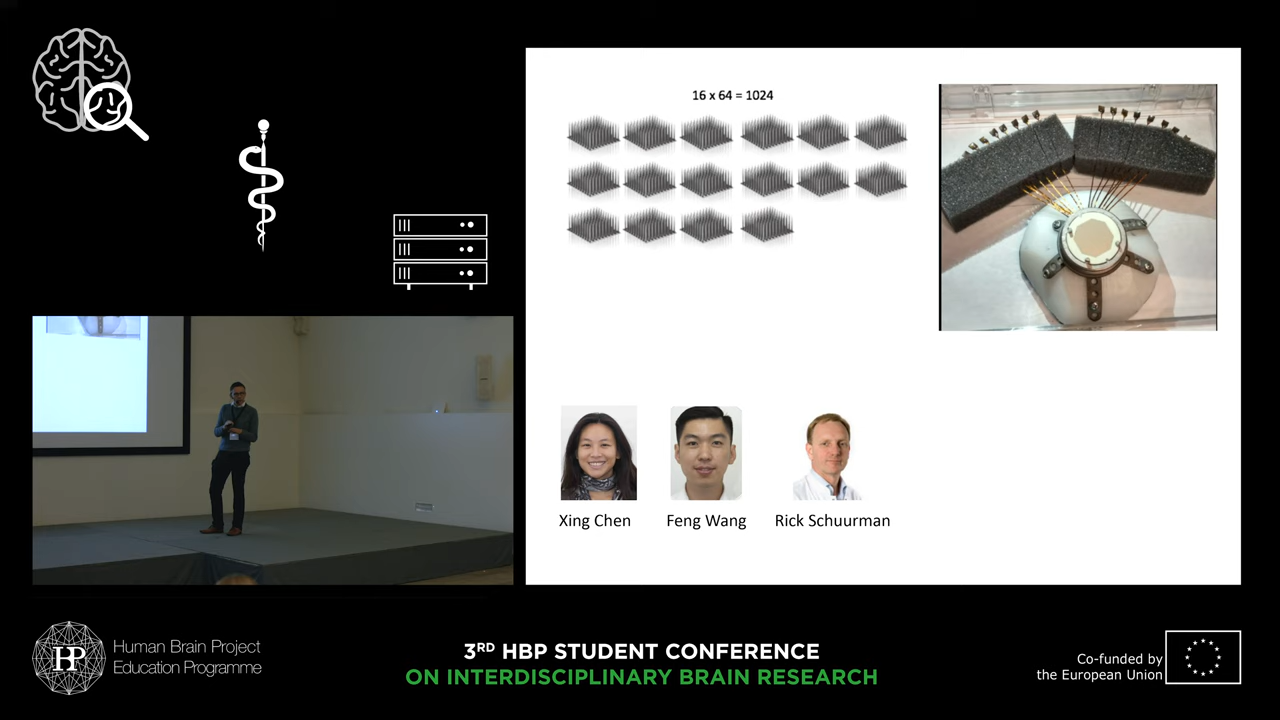 16 x 64 = 1024
Xing Chen
Feng Wang
Rick Schuurman
HP
Human Brain Project
Education Programme
3RD HBP STUDENT CONFERENCE
ON INTERDISCIPLINARY BRAIN RESEARCH
Co-funded by
the European Union